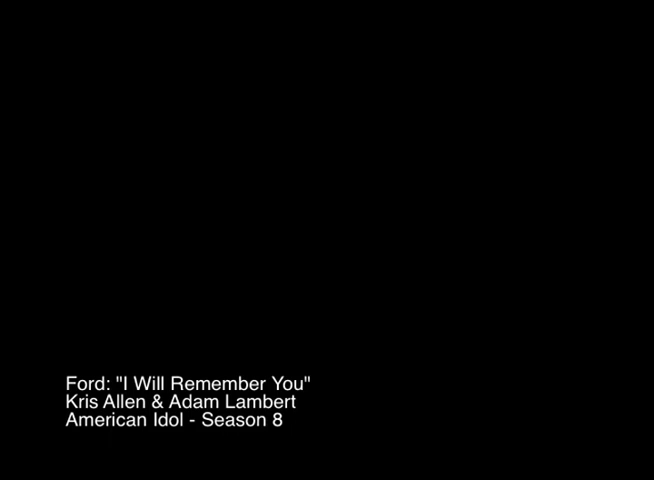 Ford: "I Will Remember You"
Kris Allen & Adam Lambert
American Idol - Season 8